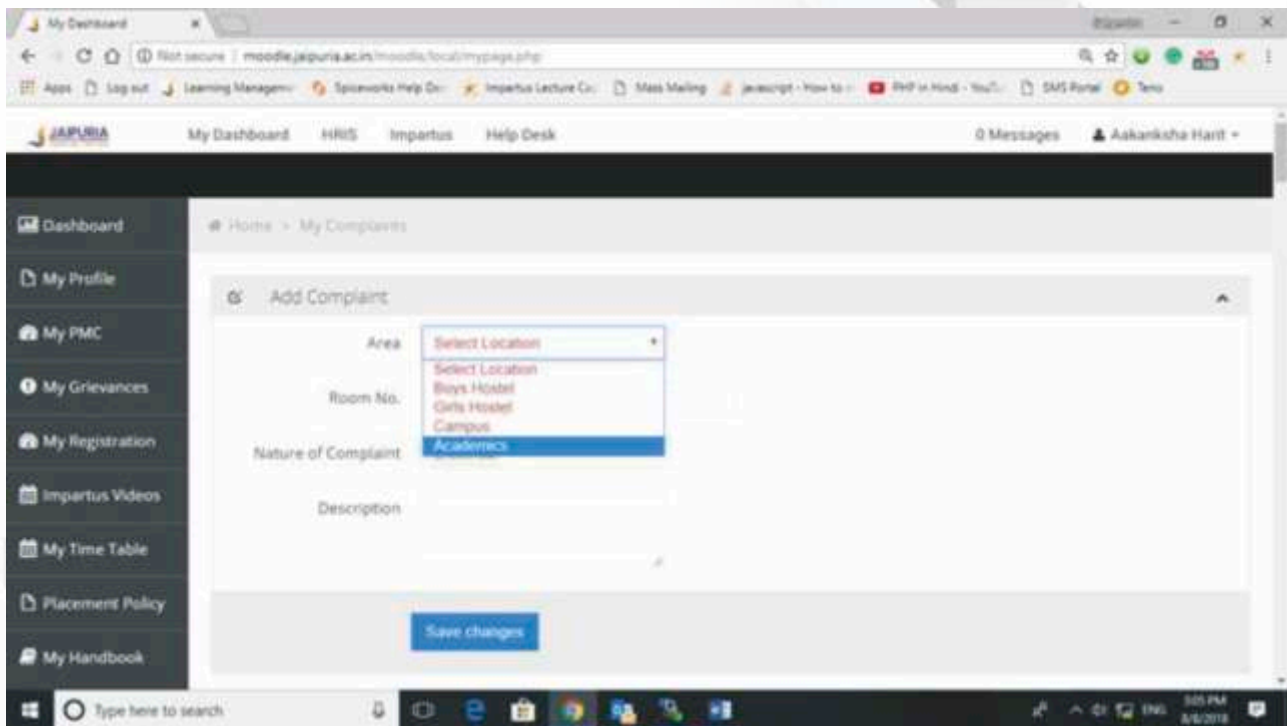 My Dashboard
Not secure | moodle.jaipuria.ac.in/moodle/local/mypage.php
Apps Log out Learning Managem Spiceworks Help De Impartus Lecture Ca Mass Mailing javascript - How to PHP in Hindi - YouTu SMS Portal
JAIPURIA My Dashboard HRIS Impartus Help Desk 0 Messages Aakanksha Harit
Dashboard
Home > My Complaints
My Profile
Add Complaint
My PMC
Area Select Location
Select Location
Boys Hostel
Girls Hostel
Campus
Academics
My Grievances
Room No.
My Registration
Nature of Complaint
Impartus Videos
Description
My Time Table
Placement Policy
Save changes
My Handbook
Type here to search ENG 3:05 PM